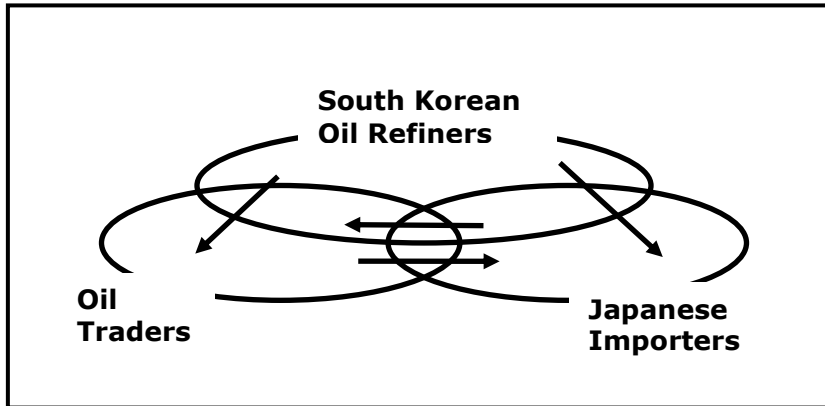 South Korean
Oil Refiners
Oil
Traders
Japanese
Importers